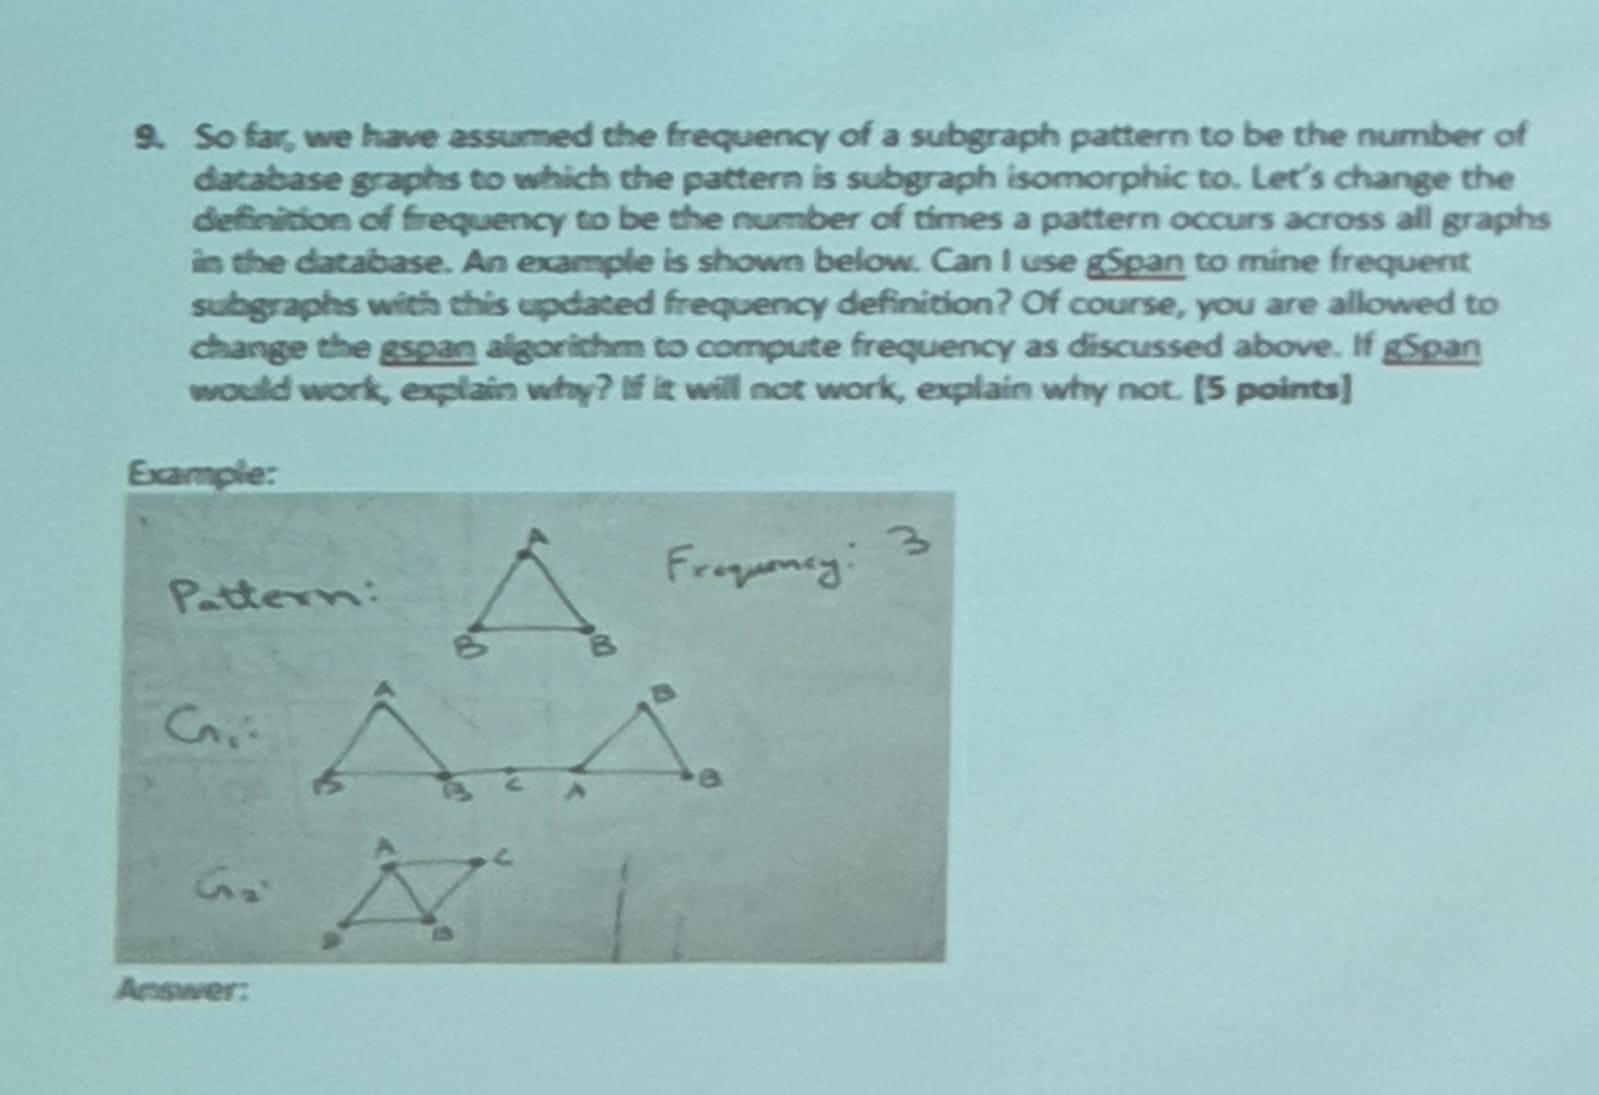 9. So far, we have assumed the frequency of a subgraph pattern to be the number of
database graphs to which the pattern is subgraph isomorphic to. Let's change the
definition of frequency to be the number of times a pattern occurs across all graphs
in the database. An example is shown below. Can I use gSpan to mine frequent
subgraphs with this updated frequency definition? Of course, you are allowed to
change the gspan algorithm to compute frequency as discussed above. If gSpan
would work, explain why? If it will not work, explain why not. [5 points]
Example:
A
Pattern: Frequency: 3
B B
A B
G₁:
B B C A B
A C
G₂:
B B
Answer: